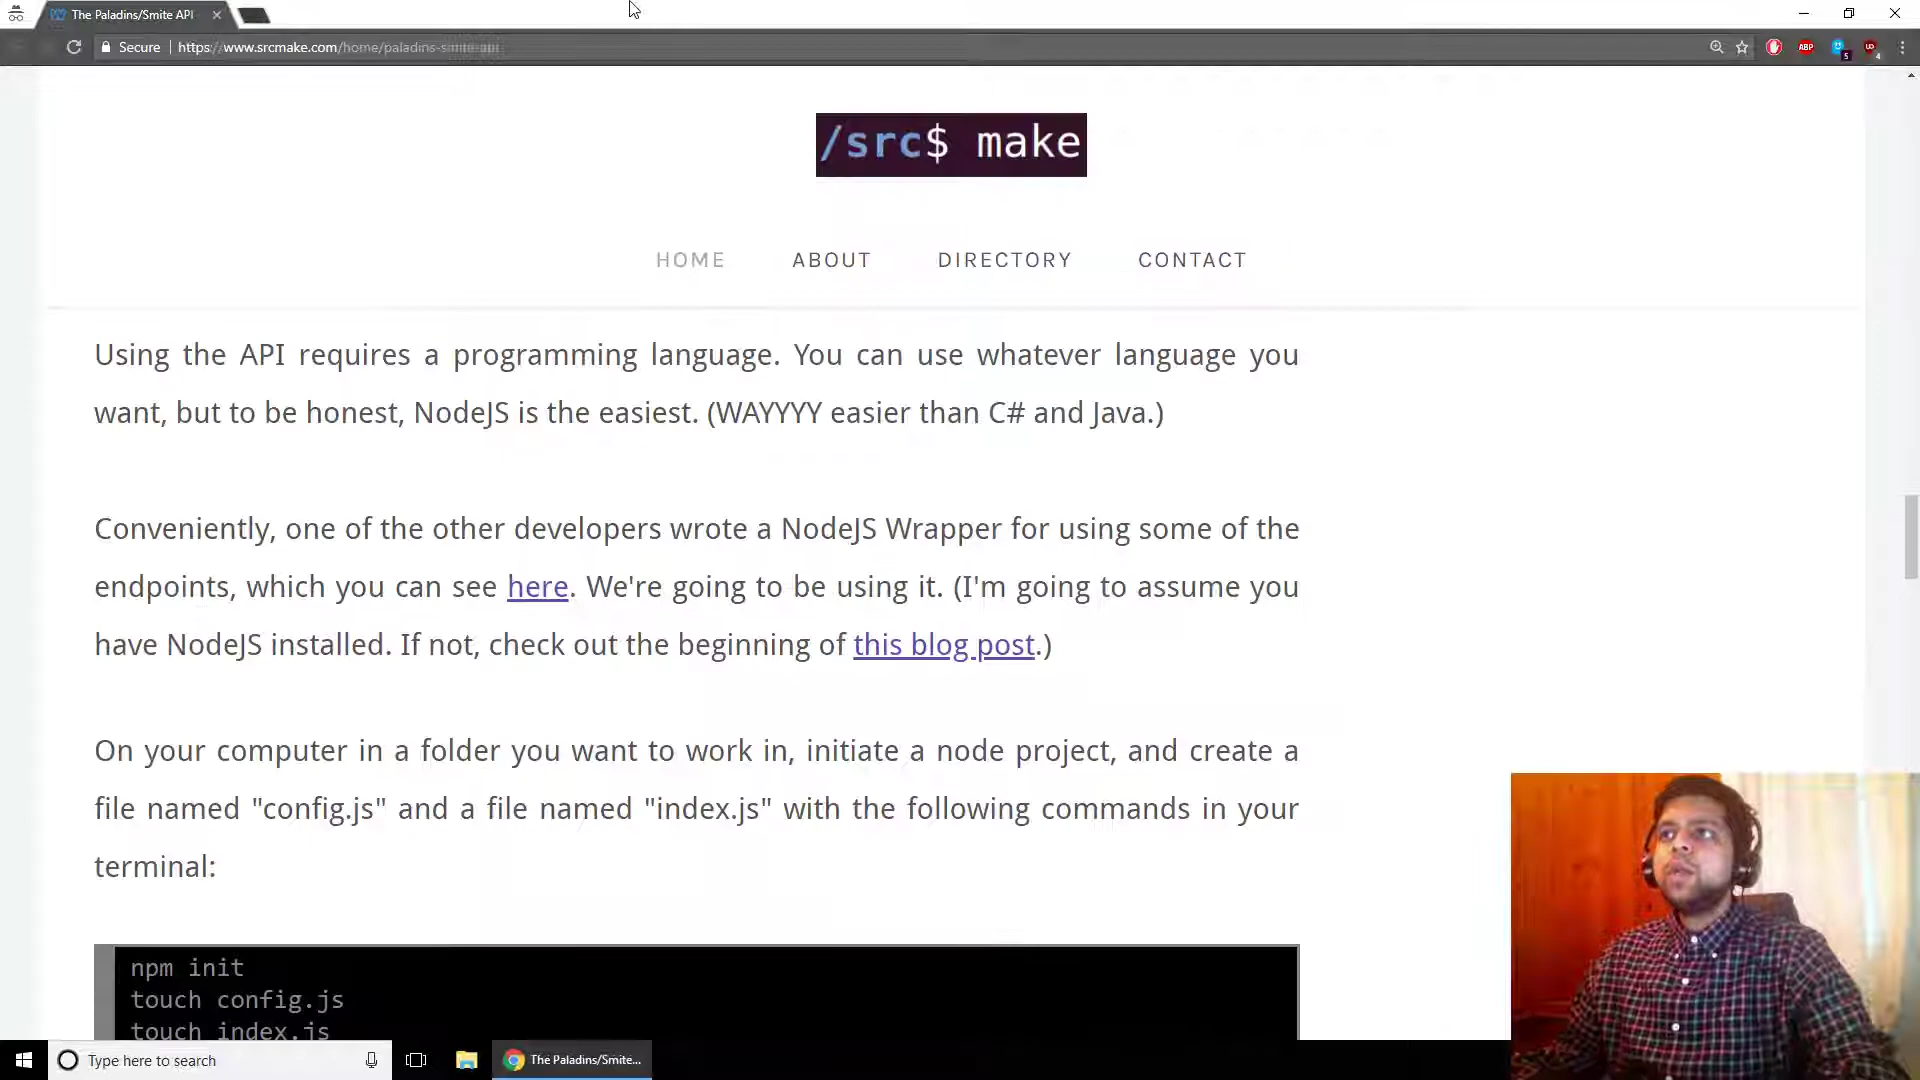 The Paladins/Smite API
Secure
https://www.srcmake.com/home/paladins-smite-api
ABP
5
4
/src$ make
HOME
ABOUT
DIRECTORY
CONTACT
Using the API requires a programming language. You can use whatever language you
want, but to be honest, NodeJS is the easiest. (WAYYYY easier than C# and Java.)
Conveniently, one of the other developers wrote a NodeJS Wrapper for using some of the
endpoints, which you can see here. We're going to be using it. (I'm going to assume you
have NodeJS installed. If not, check out the beginning of this blog post.)
On your computer in a folder you want to work in, initiate a node project, and create a
file named "config.js" and a file named "index.js" with the following commands in your
terminal:
npm init
touch config.js
touch index.js
Type here to search
The Paladins/Smite...